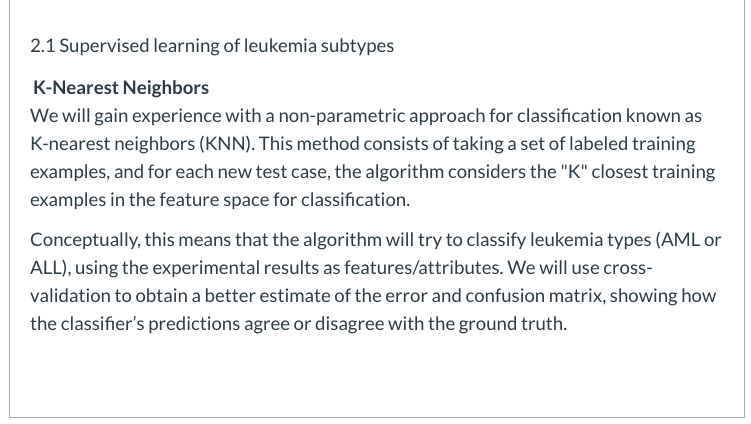 2.1 Supervised learning of leukemia subtypes
K-Nearest Neighbors
We will gain experience with a non-parametric approach for classification known as
K-nearest neighbors (KNN). This method consists of taking a set of labeled training
examples, and for each new test case, the algorithm considers the "K" closest training
examples in the feature space for classification.
Conceptually, this means that the algorithm will try to classify leukemia types (AML or
ALL), using the experimental results as features/attributes. We will use cross-
validation to obtain a better estimate of the error and confusion matrix, showing how
the classifier’s predictions agree or disagree with the ground truth.